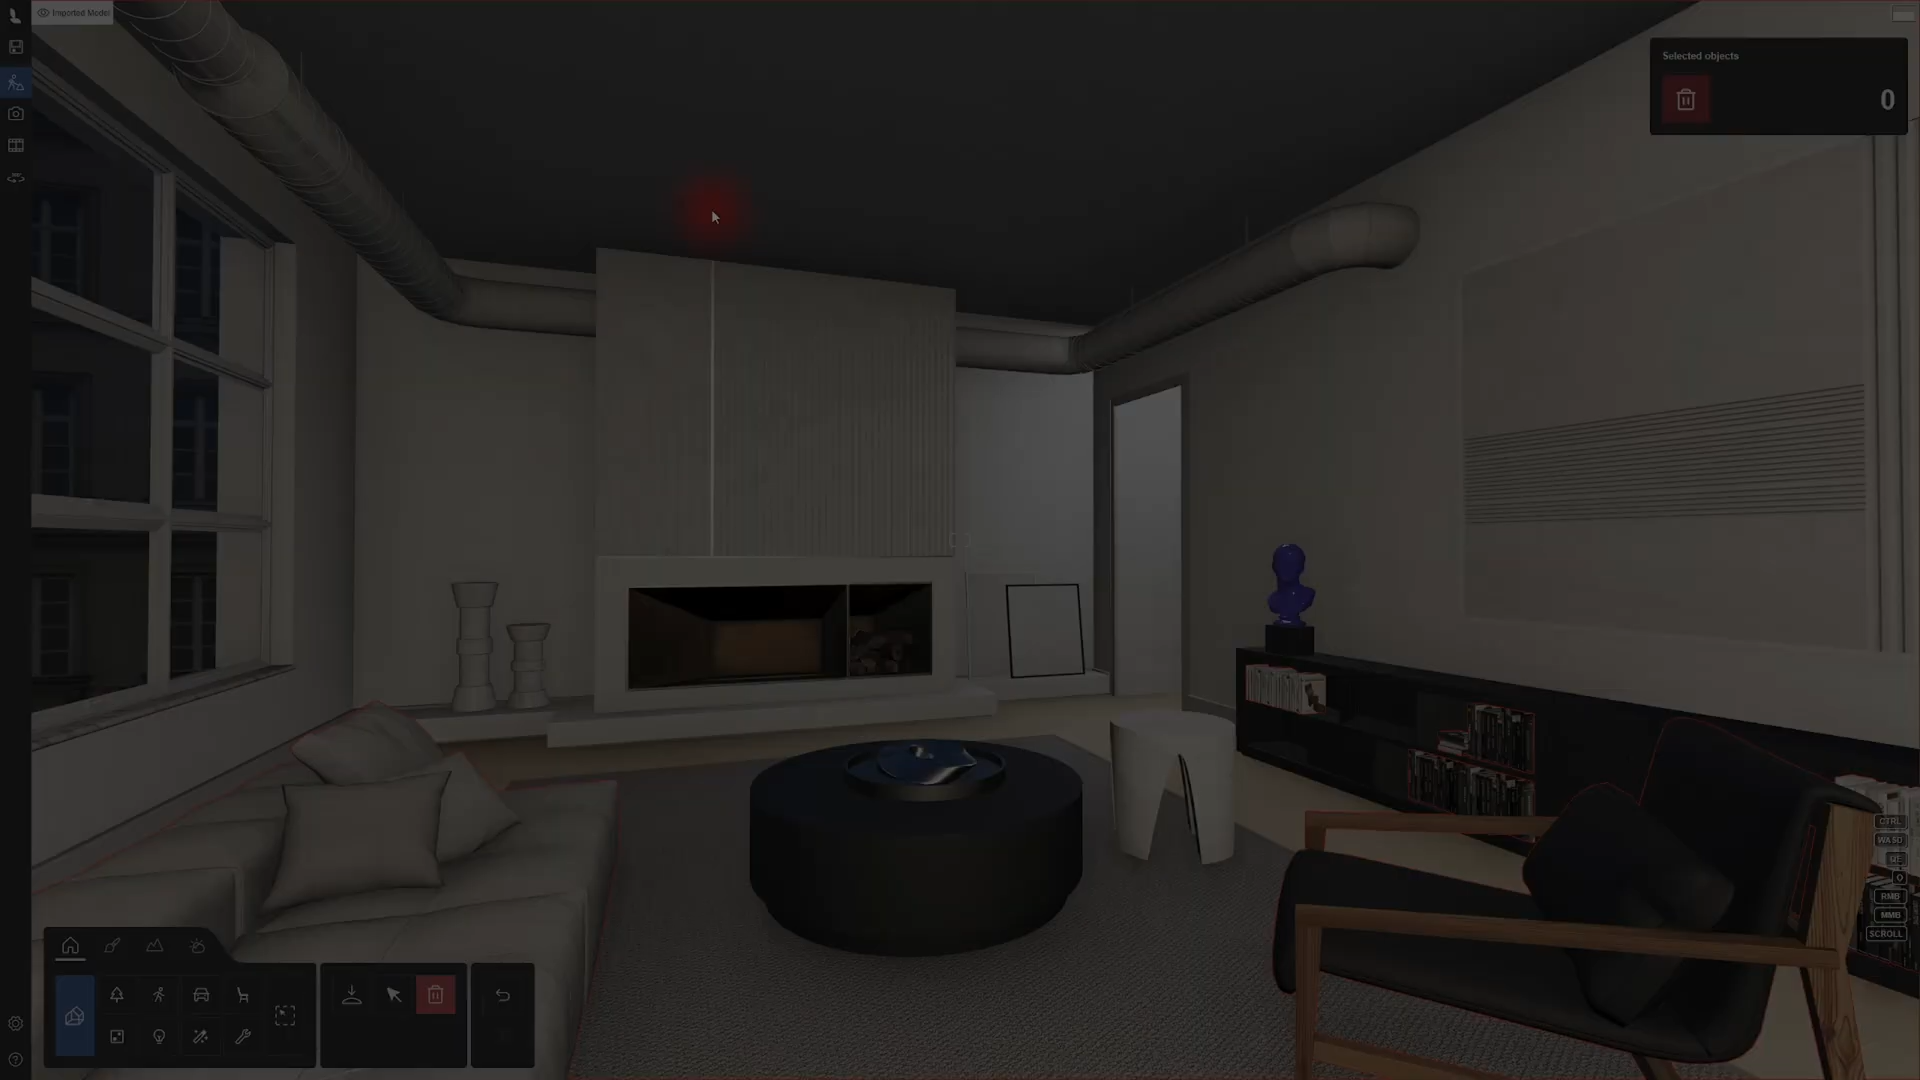 Imported Model
Selected objects
0
CTRL
WASD
QE
O
RMB
MMB
SCROLL